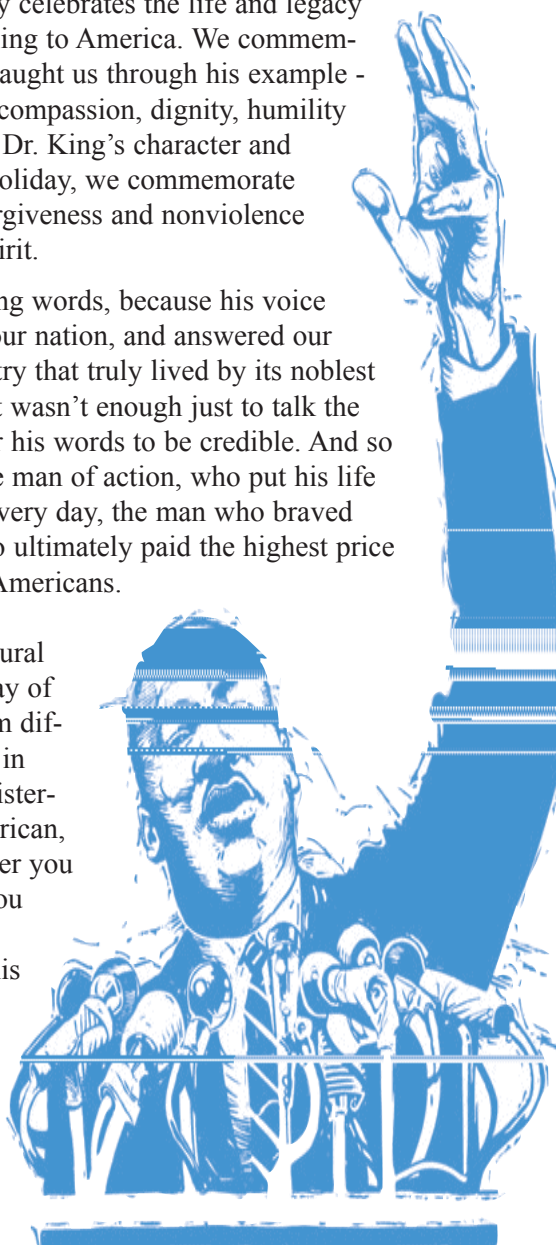 y celebrates the life and legacy
ing to America. We commem-
aught us through his example -
compassion, dignity, humility
Dr. King’s character and
oliday, we commemorate
rgiveness and nonviolence
irit.
ng words, because his voice
our nation, and answered our
try that truly lived by its noblest
t wasn’t enough just to talk the
r his words to be credible. And so
e man of action, who put his life
very day, the man who braved
o ultimately paid the highest price
Americans.
ural
ay of
m dif-
in
ister-
rican,
er you
ou
is